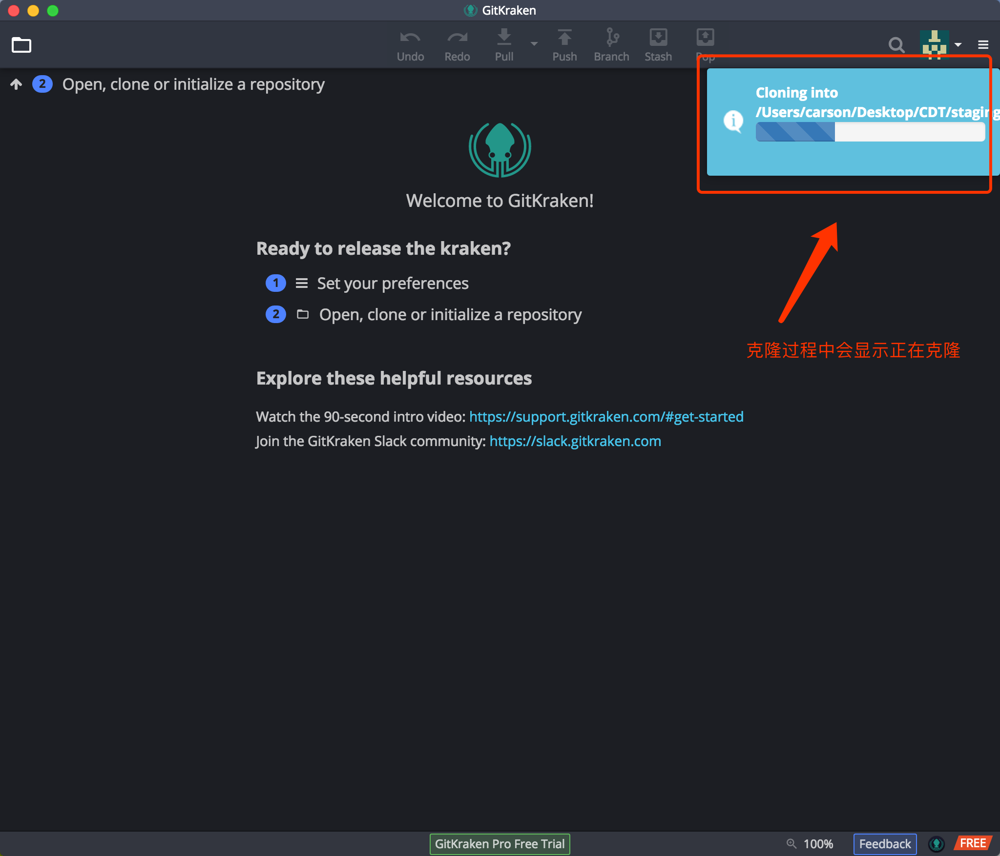 GitKraken
Undo
Redo
Pull
Push
Branch
Stash
Pop
2 Open, clone or initialize a repository
Cloning into
/Users/carson/Desktop/CDT/staging
Welcome to GitKraken!
Ready to release the kraken?
1 Set your preferences
2 Open, clone or initialize a repository
克隆过程中会显示正在克隆
Explore these helpful resources
Watch the 90-second intro video: https://support.gitkraken.com/#get-started
Join the GitKraken Slack community: https://slack.gitkraken.com
GitKraken Pro Free Trial
100%
Feedback
FREE